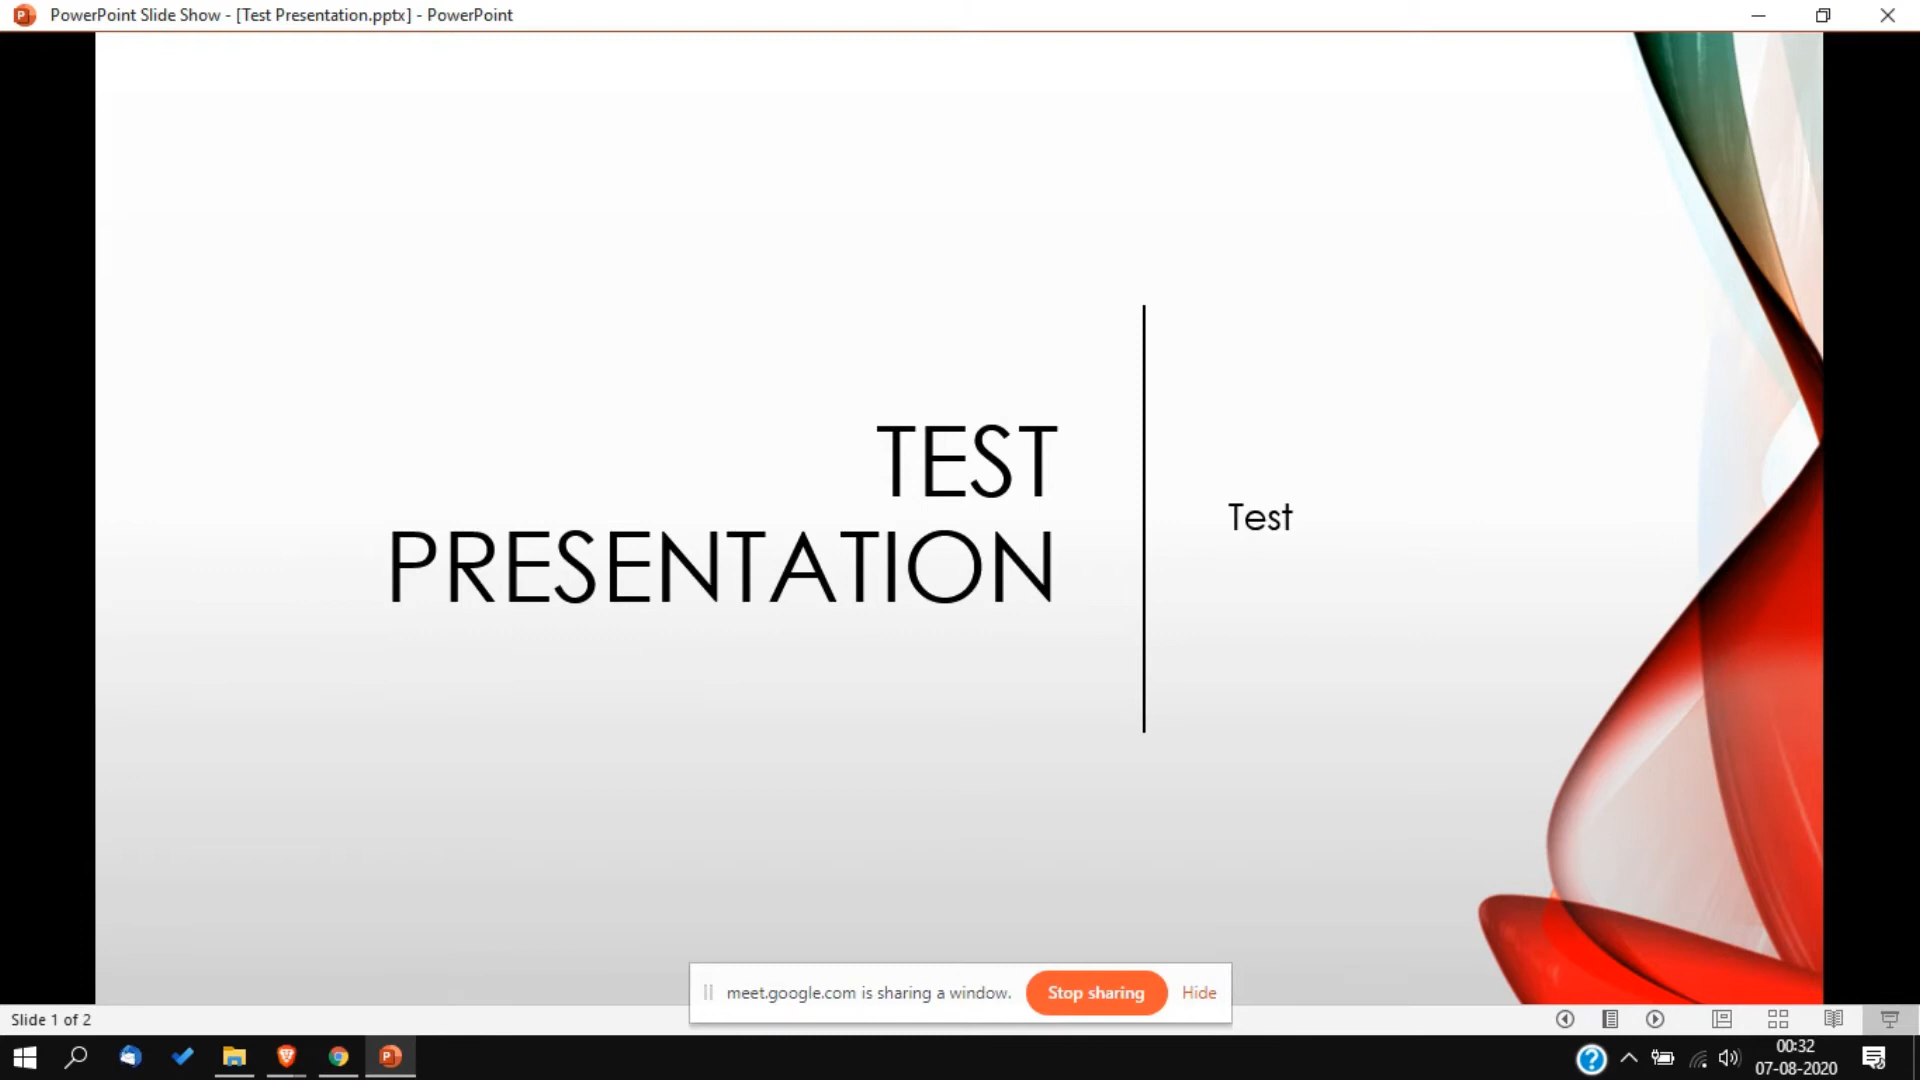 PowerPoint Slide Show - [Test Presentation.pptx] - PowerPoint
TEST
PRESENTATION
Test
meet.google.com is sharing a window.
Stop sharing
Hide
Slide 1 of 2
00:32
07-08-2020